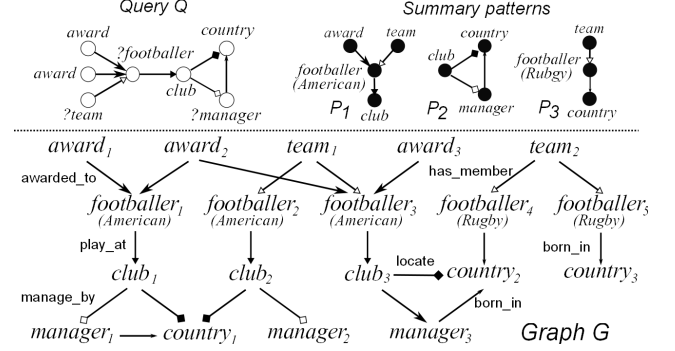 Query Q
Summary patterns
award
country
?footballer
award
club
?team
?manager
award
team
footballer
(American)
P1
club
country
club
P2
manager
team
footballer
(Rubgy)
P3
country
award1
award2
team1
award3
team2
awarded_to
has_member
footballer1
footballer2
footballer3
footballer4
footballer5
(American)
(American)
(American)
(Rugby)
(Rugby)
play_at
born_in
locate
club1
club2
club3
country2
country3
manage_by
born_in
manager1
country1
manager2
manager3
Graph G